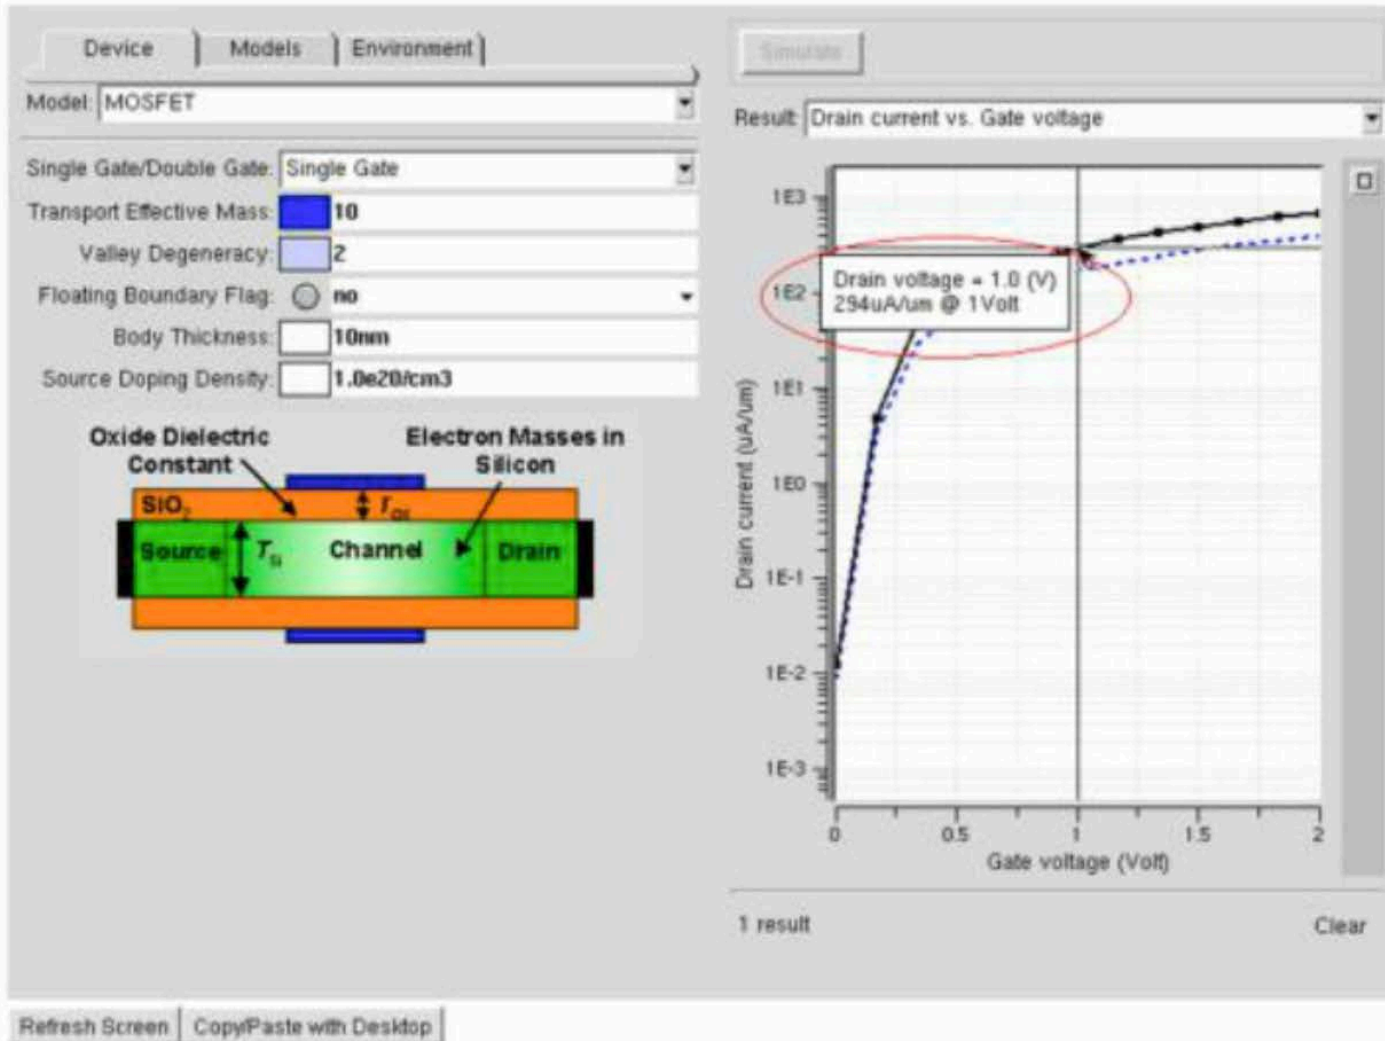 Device
Models
Environment
Model: MOSFET
Single Gate/Double Gate: Single Gate
Transport Effective Mass: 10
Valley Degeneracy: 2
Floating Boundary Flag: no
Body Thickness: 10nm
Source Doping Density: 1.0e20/cm3
Oxide Dielectric
Constant
Electron Masses in
Silicon
SiO2
Tox
Source
TSi
Channel
Drain
Simulate
Result: Drain current vs. Gate voltage
Drain voltage = 1.0 (V)
294uA/um @ 1Volt
1E3
1E2
1E1
1E0
1E-1
1E-2
1E-3
Drain current (uA/um)
0
0.5
1
1.5
2
Gate voltage (Volt)
1 result
Clear
Refresh Screen
Copy/Paste with Desktop